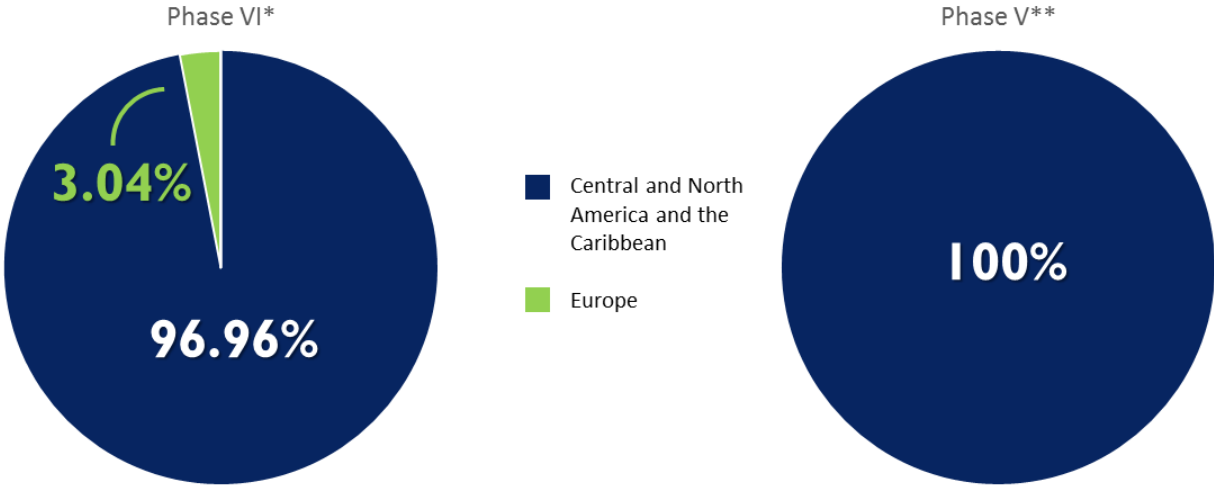 Phase VI*
Phase V**
3.04%
96.96%
Central and North
America and the
Caribbean
Europe
100%